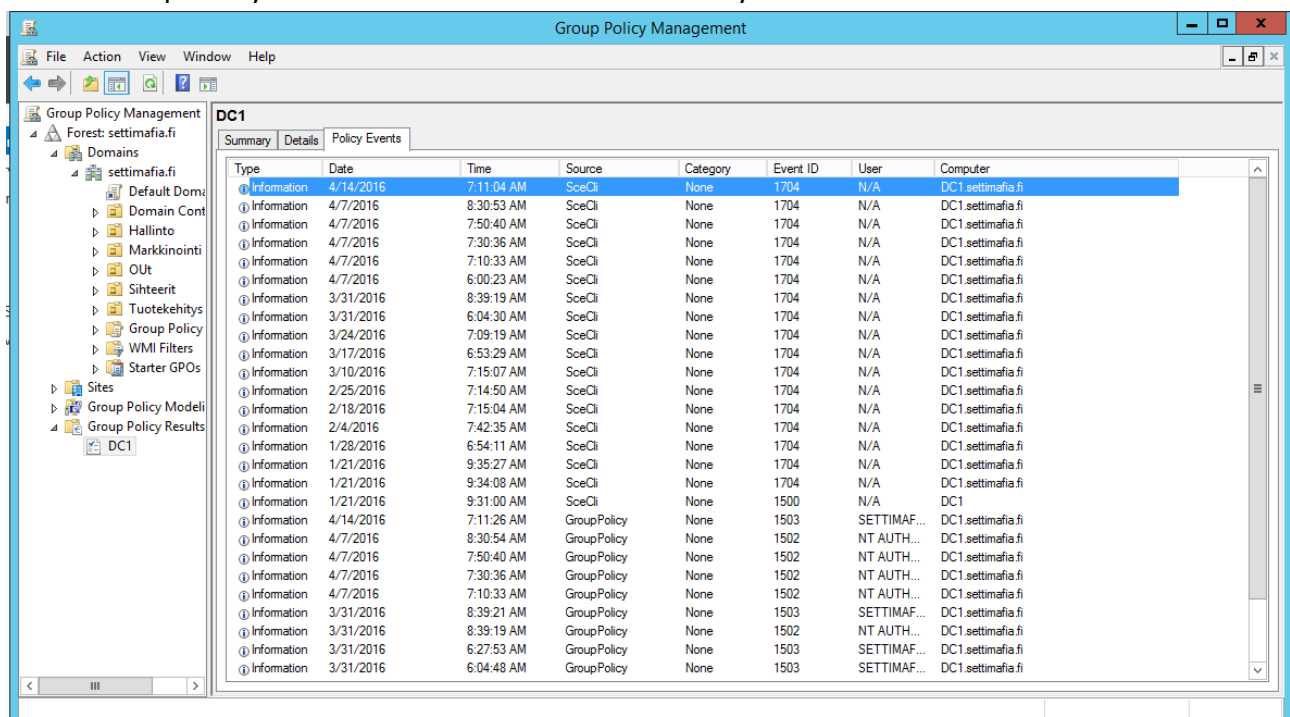 Group Policy Management
File Action View Window Help
Group Policy Management
Forest: settimafia.fi
Domains
settimafia.fi
Default Doma
Domain Cont
Hallinto
Markkinointi
OUt
Sihteerit
Tuotekehitys
Group Policy
WMI Filters
Starter GPOs
Sites
Group Policy Modeli
Group Policy Results
DC1
DC1
Summary Details Policy Events
Type Date Time Source Category Event ID User Computer
Information 4/14/2016 7:11:04 AM SceCli None 1704 N/A DC1.settimafia.fi
Information 4/7/2016 8:30:53 AM SceCli None 1704 N/A DC1.settimafia.fi
Information 4/7/2016 7:50:40 AM SceCli None 1704 N/A DC1.settimafia.fi
Information 4/7/2016 7:30:36 AM SceCli None 1704 N/A DC1.settimafia.fi
Information 4/7/2016 7:10:33 AM SceCli None 1704 N/A DC1.settimafia.fi
Information 4/7/2016 6:00:23 AM SceCli None 1704 N/A DC1.settimafia.fi
Information 3/31/2016 8:39:19 AM SceCli None 1704 N/A DC1.settimafia.fi
Information 3/31/2016 6:04:30 AM SceCli None 1704 N/A DC1.settimafia.fi
Information 3/24/2016 7:09:19 AM SceCli None 1704 N/A DC1.settimafia.fi
Information 3/17/2016 6:53:29 AM SceCli None 1704 N/A DC1.settimafia.fi
Information 3/10/2016 7:15:07 AM SceCli None 1704 N/A DC1.settimafia.fi
Information 2/25/2016 7:14:50 AM SceCli None 1704 N/A DC1.settimafia.fi
Information 2/18/2016 7:15:04 AM SceCli None 1704 N/A DC1.settimafia.fi
Information 2/4/2016 7:42:35 AM SceCli None 1704 N/A DC1.settimafia.fi
Information 1/28/2016 6:54:11 AM SceCli None 1704 N/A DC1.settimafia.fi
Information 1/21/2016 9:35:27 AM SceCli None 1704 N/A DC1.settimafia.fi
Information 1/21/2016 9:34:08 AM SceCli None 1704 N/A DC1.settimafia.fi
Information 1/21/2016 9:31:00 AM SceCli None 1500 N/A DC1
Information 4/14/2016 7:11:26 AM GroupPolicy None 1503 SETTIMAF... DC1.settimafia.fi
Information 4/7/2016 8:30:54 AM GroupPolicy None 1502 NT AUTH... DC1.settimafia.fi
Information 4/7/2016 7:50:40 AM GroupPolicy None 1502 NT AUTH... DC1.settimafia.fi
Information 4/7/2016 7:30:36 AM GroupPolicy None 1502 NT AUTH... DC1.settimafia.fi
Information 4/7/2016 7:10:33 AM GroupPolicy None 1502 NT AUTH... DC1.settimafia.fi
Information 3/31/2016 8:39:21 AM GroupPolicy None 1503 SETTIMAF... DC1.settimafia.fi
Information 3/31/2016 8:39:19 AM GroupPolicy None 1502 NT AUTH... DC1.settimafia.fi
Information 3/31/2016 6:27:53 AM GroupPolicy None 1503 SETTIMAF... DC1.settimafia.fi
Information 3/31/2016 6:04:48 AM GroupPolicy None 1503 SETTIMAF... DC1.settimafia.fi